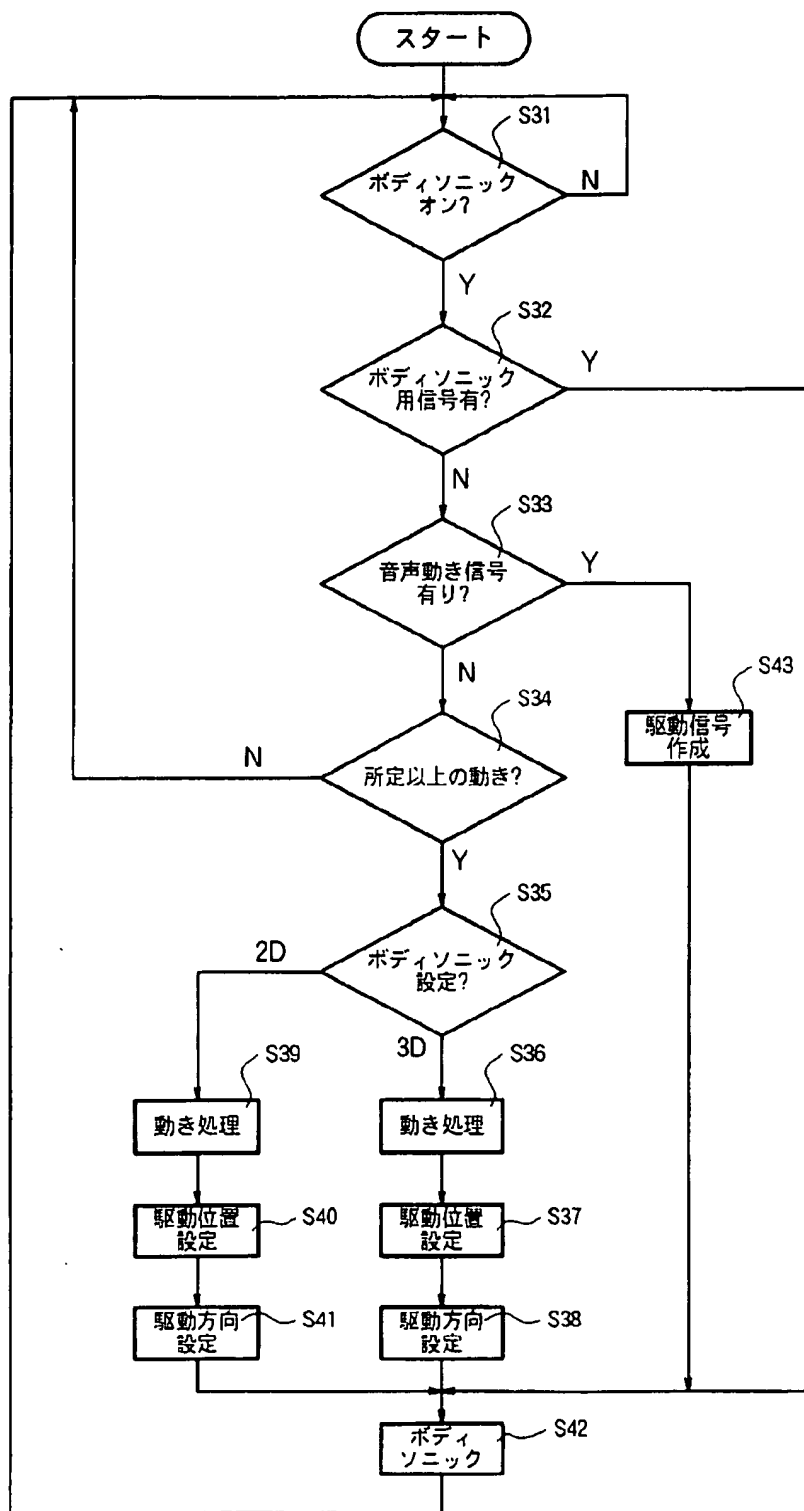 スタート
S31
ボディソニック
オン?
N
Y
S32
ボディソニック
用信号有?
Y
N
S33
音声動き信号
有り?
Y
N
S43
駆動信号
作成
S34
所定以上の動き?
N
Y
S35
ボディソニック
設定?
2D
3D
S39
動き処理
S36
動き処理
駆動位置
設定
S40
駆動位置
設定
S37
駆動方向
設定
S41
駆動方向
設定
S38
ボディ
ソニック
S42